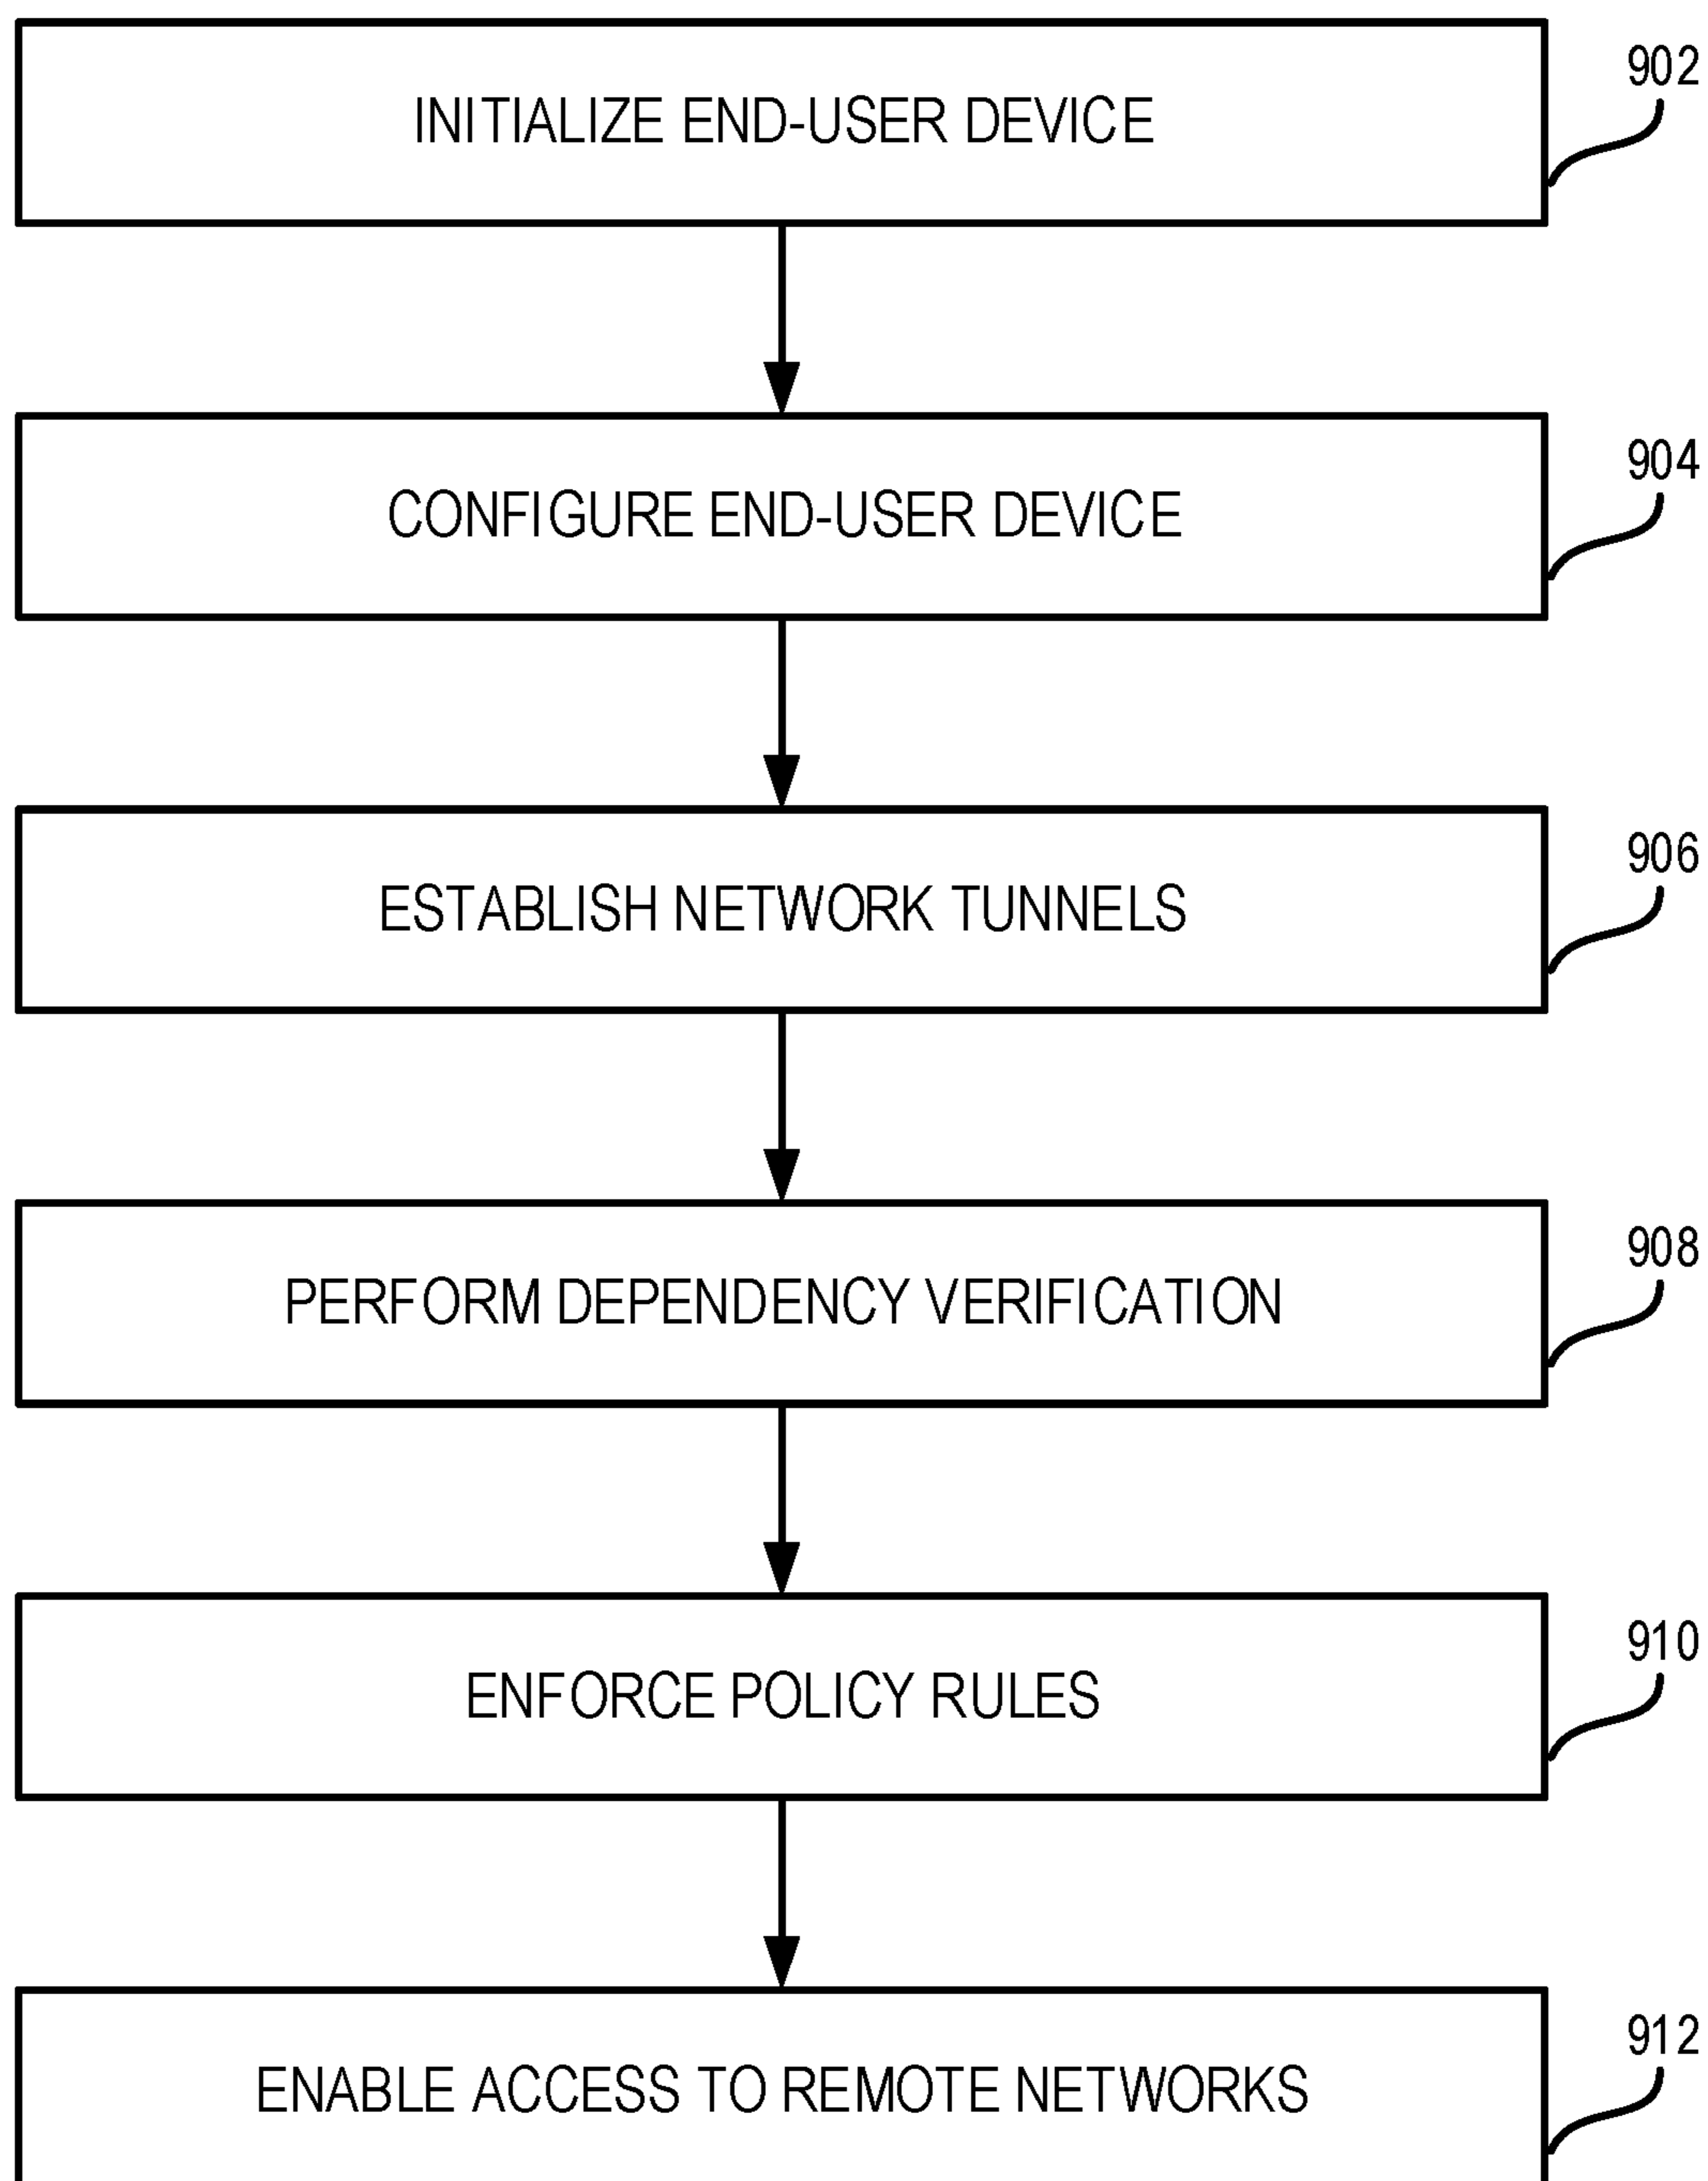 INITIALIZE END-USER DEVICE
902
CONFIGURE END-USER DEVICE
904
ESTABLISH NETWORK TUNNELS
906
PERFORM DEPENDENCY VERIFICATION
908
ENFORCE POLICY RULES
910
ENABLE ACCESS TO REMOTE NETWORKS
912